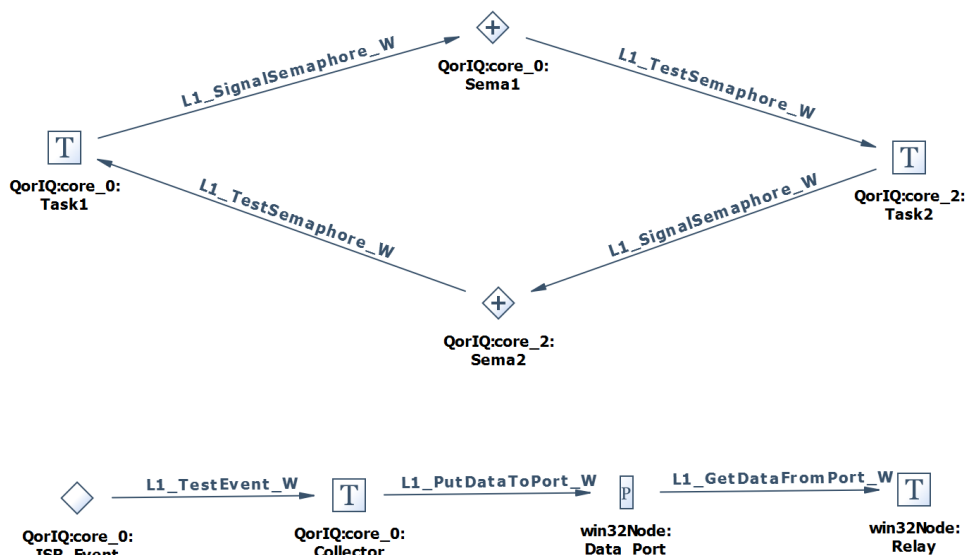 QorIQ:core_0:
Sema1
L1_SignalSemaphore_W
L1_TestSemaphore_W
T
QorIQ:core_0:
Task1
T
QorIQ:core_2:
Task2
L1_TestSemaphore_W
L1_SignalSemaphore_W
QorIQ:core_2:
Sema2
L1_TestEvent_W
L1_PutDataToPort_W
L1_GetDataFromPort_W
T
P
T
QorIQ:core_0:
ISR_Event
QorIQ:core_0:
Collector
win32Node:
Data_Port
win32Node:
Relay